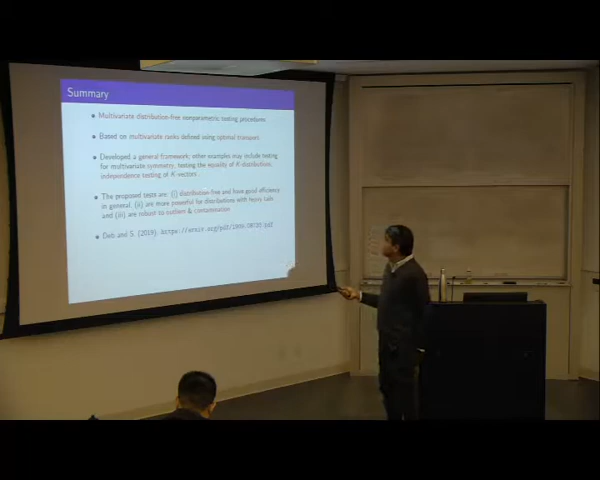 Summary
Multivariate distribution-free nonparametric testing procedures
Based on multivariate ranks defined using optimal transport
Developed a general framework; other examples may include testing
for multivariate symmetry, testing the equality of K-distributions,
independence testing of K-vectors
The proposed tests are: (i) distribution-free and have good efficiency
in general, (ii) are more powerful for distributions with heavy tails
and (iii) are robust to outliers & contamination
Deb and S. (2019).